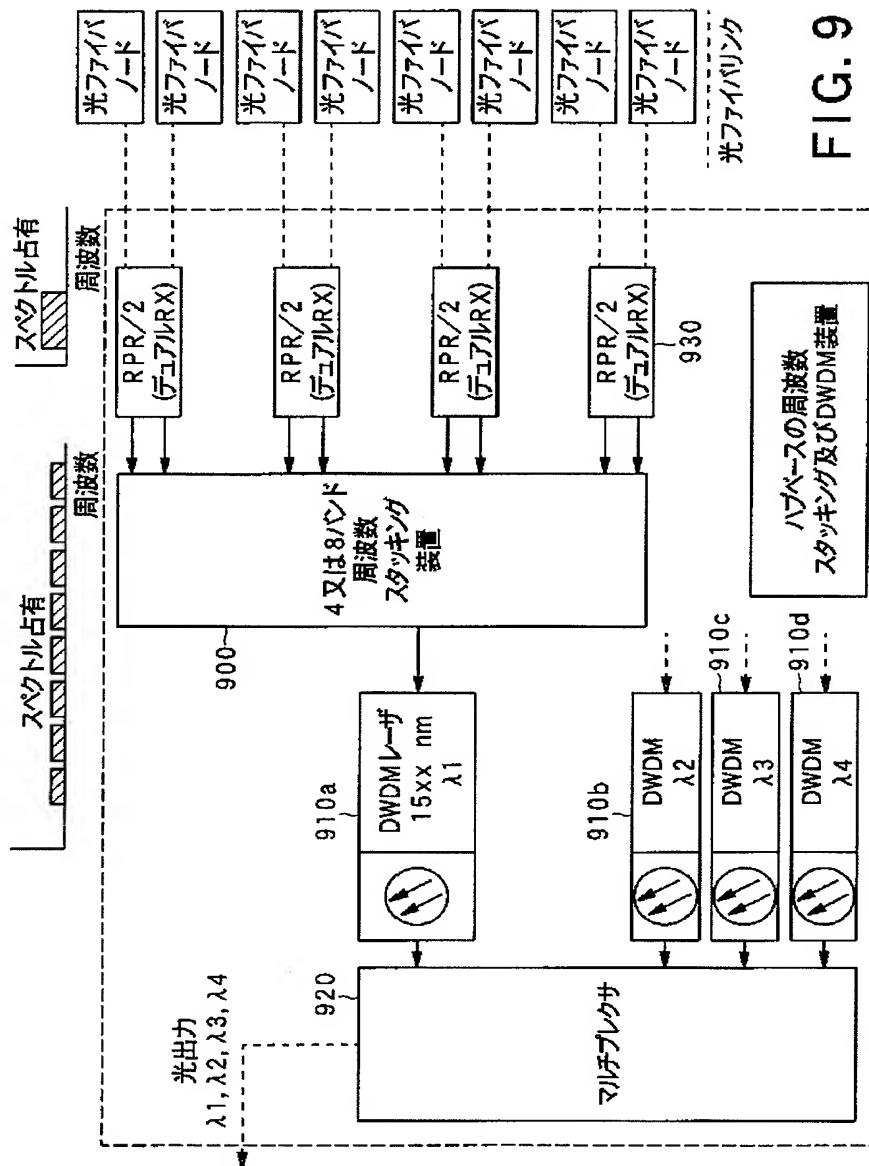 光出力
λ1, λ2, λ3, λ4
920
マルチプレクサ
スペクトル占有
周波数
910a
DWDMレーザ
15xx nm
λ1
910b
DWDM
λ2
910c
DWDM
λ3
910d
DWDM
λ4
900
4又は8バンド
周波数
スタッキング
装置
スペクトル占有
周波数
RPR/2
(デュアルRX)
RPR/2
(デュアルRX)
RPR/2
(デュアルRX)
RPR/2
(デュアルRX)
930
ハブベースの周波数
スタッキング及びDWDM装置
光ファイバ
ノード
光ファイバ
ノード
光ファイバ
ノード
光ファイバ
ノード
光ファイバ
ノード
光ファイバ
ノード
光ファイバ
ノード
光ファイバ
ノード
光ファイバリンク
FIG. 9